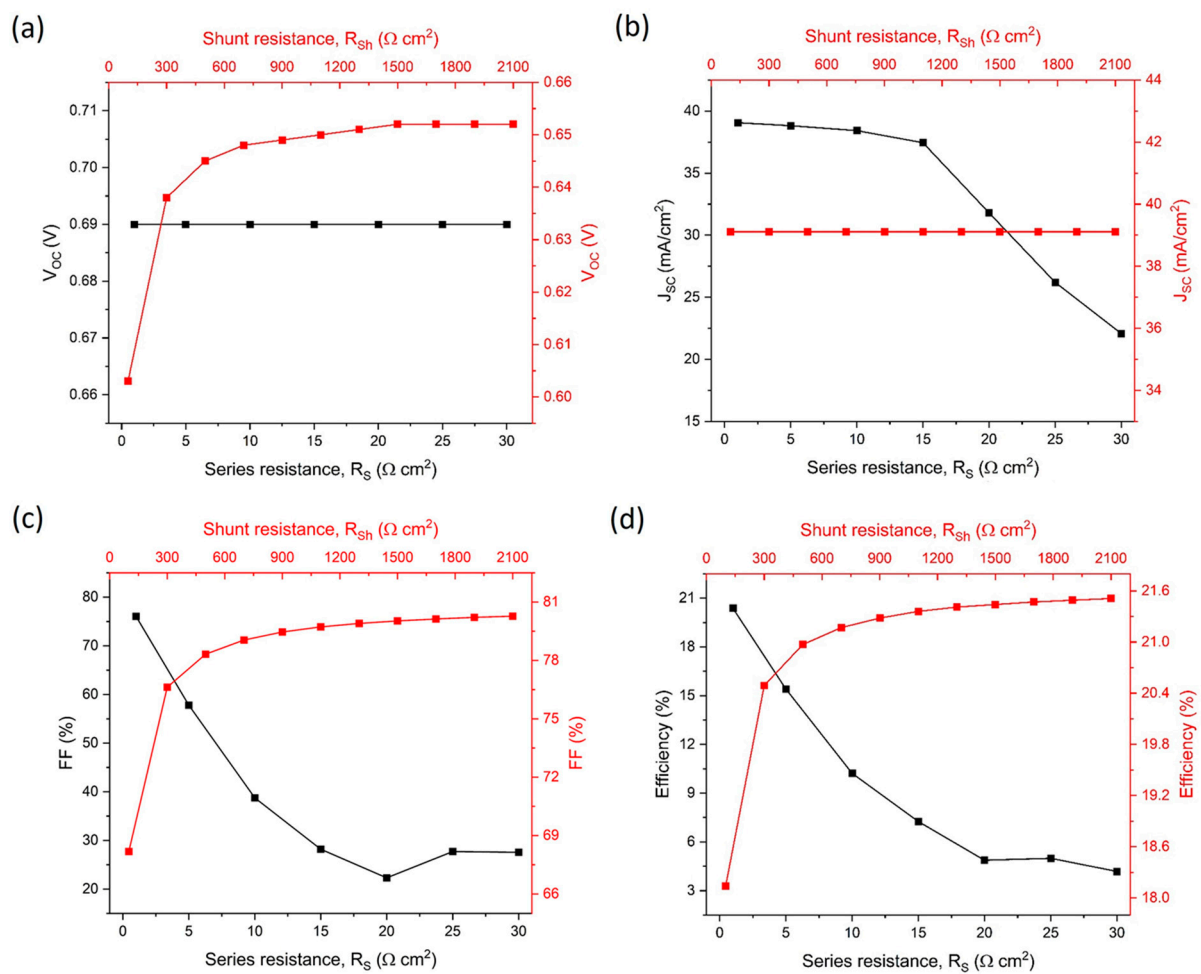 (a)
Shunt resistance, R_Sh (Ω cm²)
0 300 600 900 1200 1500 1800 2100
0.71
0.70
0.69
0.68
0.67
0.66
V_OC (V)
0.66
0.65
0.64
0.63
0.62
0.61
0.60
V_OC (V)
0 5 10 15 20 25 30
Series resistance, R_S (Ω cm²)
(b)
Shunt resistance, R_Sh (Ω cm²)
0 300 600 900 1200 1500 1800 2100
40
35
30
25
20
15
J_SC (mA/cm²)
44
42
40
39
38
36
34
J_SC (mA/cm²)
0 5 10 15 20 25 30
Series resistance, R_S (Ω cm²)
(c)
Shunt resistance, R_Sh (Ω cm²)
0 300 600 900 1200 1500 1800 2100
80
70
60
50
40
30
20
FF (%)
81
78
75
72
69
68
66
FF (%)
0 5 10 15 20 25 30
Series resistance, R_S (Ω cm²)
(d)
Shunt resistance, R_Sh (Ω cm²)
0 300 600 900 1200 1500 1800 2100
21
18
15
12
9
6
3
Efficiency (%)
21.6
21.0
20.4
19.8
19.2
18.6
18.0
Efficiency (%)
0 5 10 15 20 25 30
Series resistance, R_S (Ω cm²)